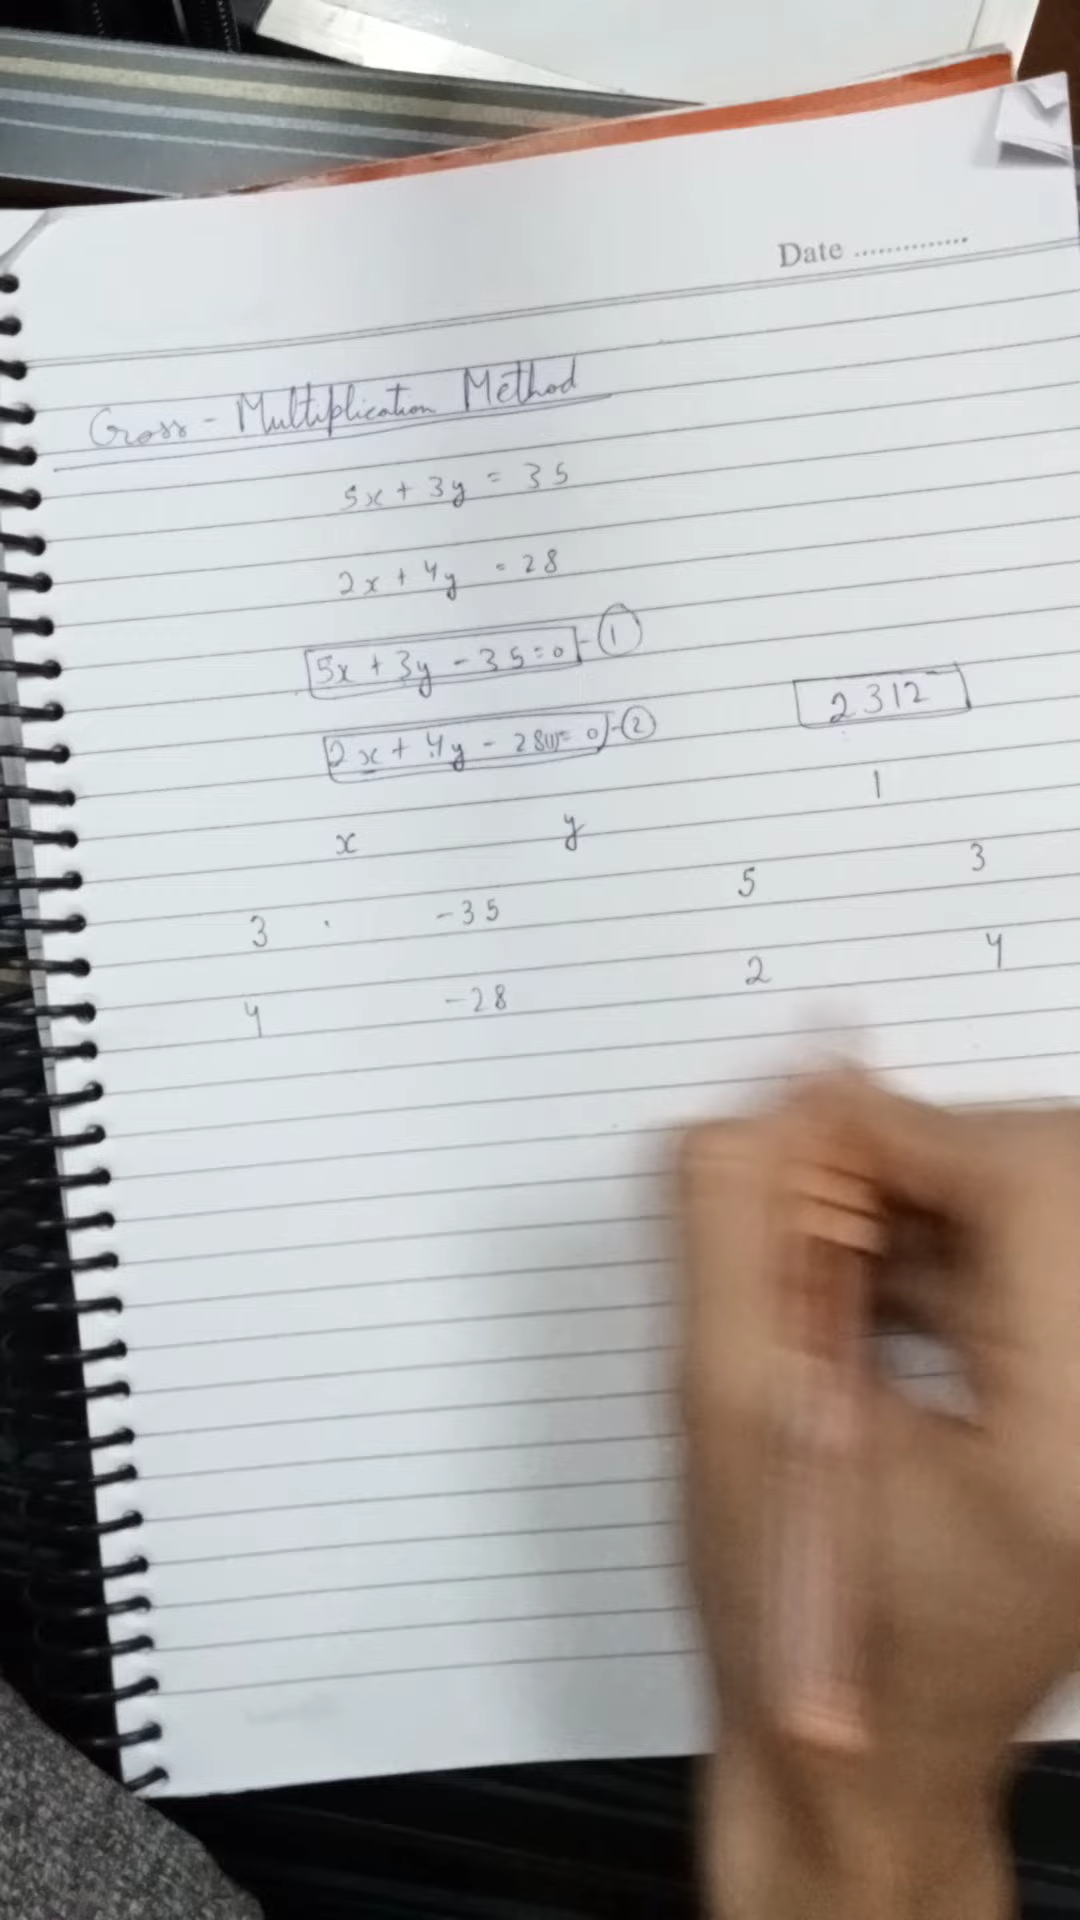 Date ..............
Cross - Multiplication Method
5x + 3y = 35
2x + 4y = 28
5x + 3y - 35 = 0 - 1
2x + 4y - 28 = 0 - 2
2312
x y 1
3 -35 5 3
4 -28 2 4